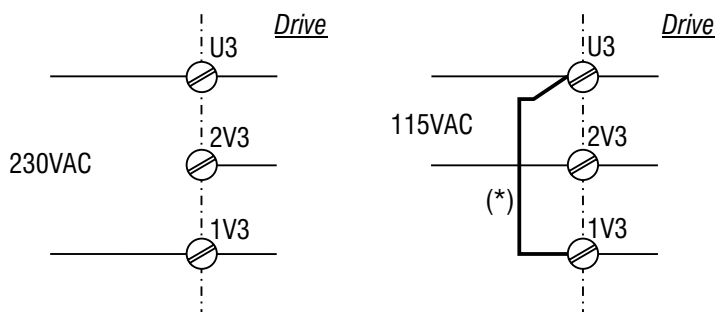 Drive
U3
2V3
230VAC
1V3
Drive
U3
115VAC
2V3
(*)
1V3